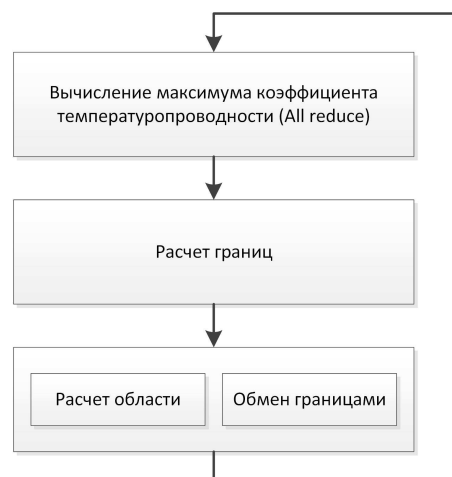 Вычисление максимума коэффициента
температуропроводности (All reduce)
Расчет границ
Расчет области
Обмен границами